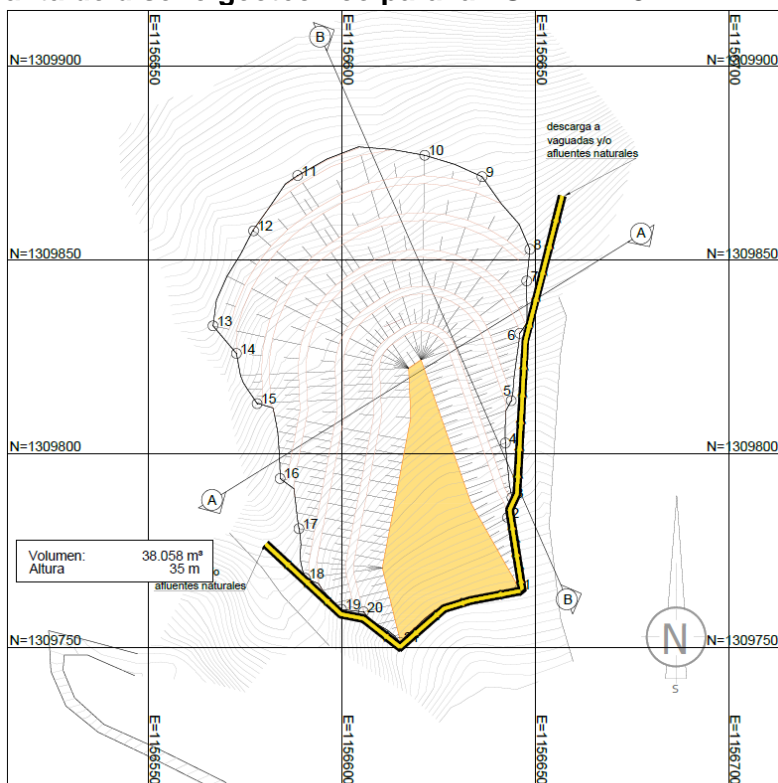 B
E=1156550
E=1156600
E=1156650
E=1156700
N=1309900
N=1309900
descarga a
vaguadas y/o
afluentes naturales
10
11
9
12
8
A
N=1309850
N=1309850
7
13
6
14
5
15
4
N=1309800
N=1309800
16
3
A
2
17
Volumen: 38.058 m³
Altura 35 m
o
afluentes naturales
18
1
B
19
20
N=1309750
N=1309750
N
S
E=1156550
E=1156600
E=1156650
E=1156700